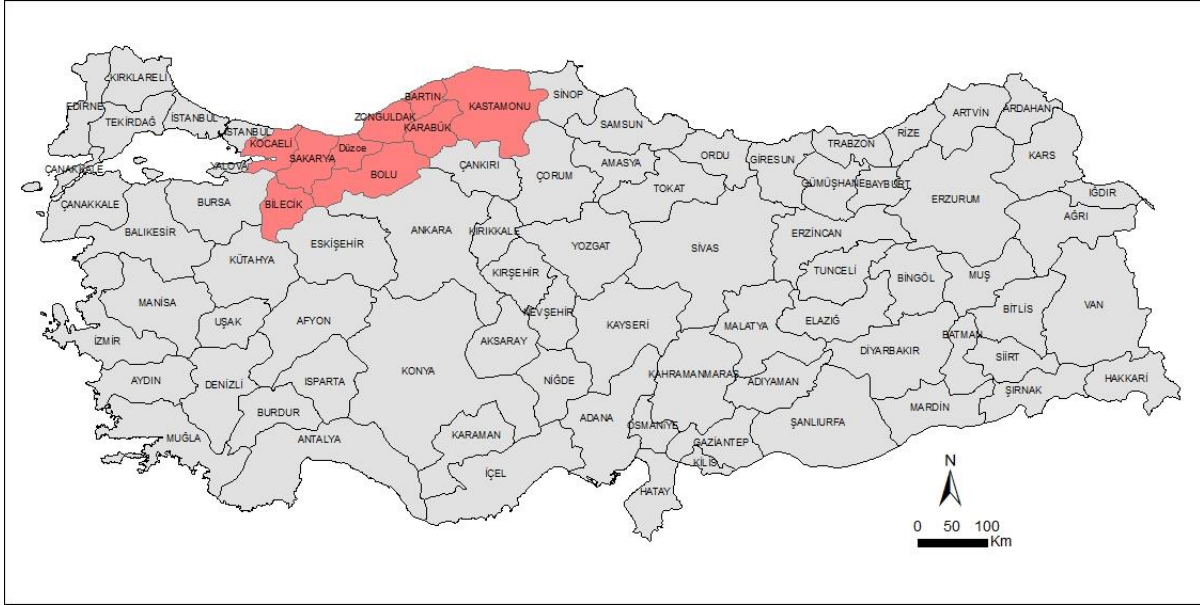 KIRKLARELİ
EDİRNE
TEKİRDAĞ
İSTANBUL
İSTANBUL
KOCAELİ
YALOVA
SAKARYA
Düzce
BOLU
BİLECİK
ZONGULDAK
BARTIN
KARABÜK
KASTAMONU
SİNOP
SAMSUN
ÇANKIRI
ÇORUM
AMASYA
TOKAT
ORDU
GİRESUN
TRABZON
GÜMÜŞHANE
BAYBURT
RİZE
ARTVİN
ARDAHAN
KARS
IĞDIR
AĞRI
ERZURUM
ERZİNCAN
ÇANAKKALE
ÇANAKKALE
BURSA
BALIKESİR
KÜTAHYA
ESKİŞEHİR
ANKARA
KIRIKKALE
KIRŞEHİR
YOZGAT
SİVAS
TUNCELİ
BİNGÖL
MUŞ
BİTLİS
VAN
MANİSA
UŞAK
AFYON
İZMİR
AKSARAY
NEVŞEHİR
KAYSERİ
MALATYA
ELAZIĞ
DİYARBAKIR
BATMAN
SİİRT
ŞIRNAK
HAKKARİ
AYDIN
DENİZLİ
ISPARTA
BURDUR
KONYA
NİĞDE
KAHRAMANMARAŞ
ADIYAMAN
MARDİN
ŞANLIURFA
MUĞLA
ANTALYA
KARAMAN
İÇEL
ADANA
OSMANİYE
GAZİANTEP
KİLİS
HATAY
N
0 50 100
Km